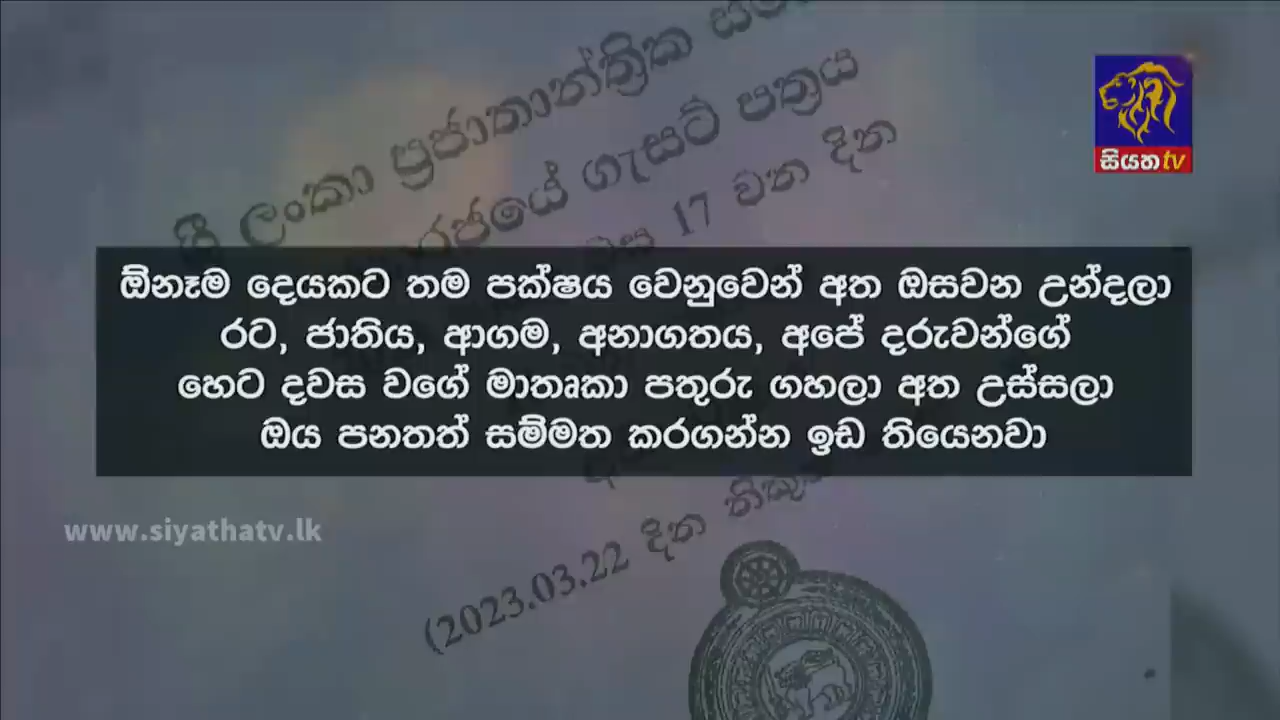 ශ්‍රී ලංකා ප්‍රජාතාන්ත්‍රික
ගැසට් පත්‍රය
17 වන දින
සියත tv
ඕනෑම දෙයකට තම පක්ෂය වෙනුවෙන් අත ඔසවන උන්දලා
රට, ජාතිය, ආගම, අනාගතය, අපේ දරුවන්ගේ
හෙට දවස වගේ මාතෘකා පතුරු ගහලා අත උස්සලා
ඔය පනතත් සම්මත කරගන්න ඉඩ තියෙනවා
www.siyathatv.lk
(2023.03.22 දින